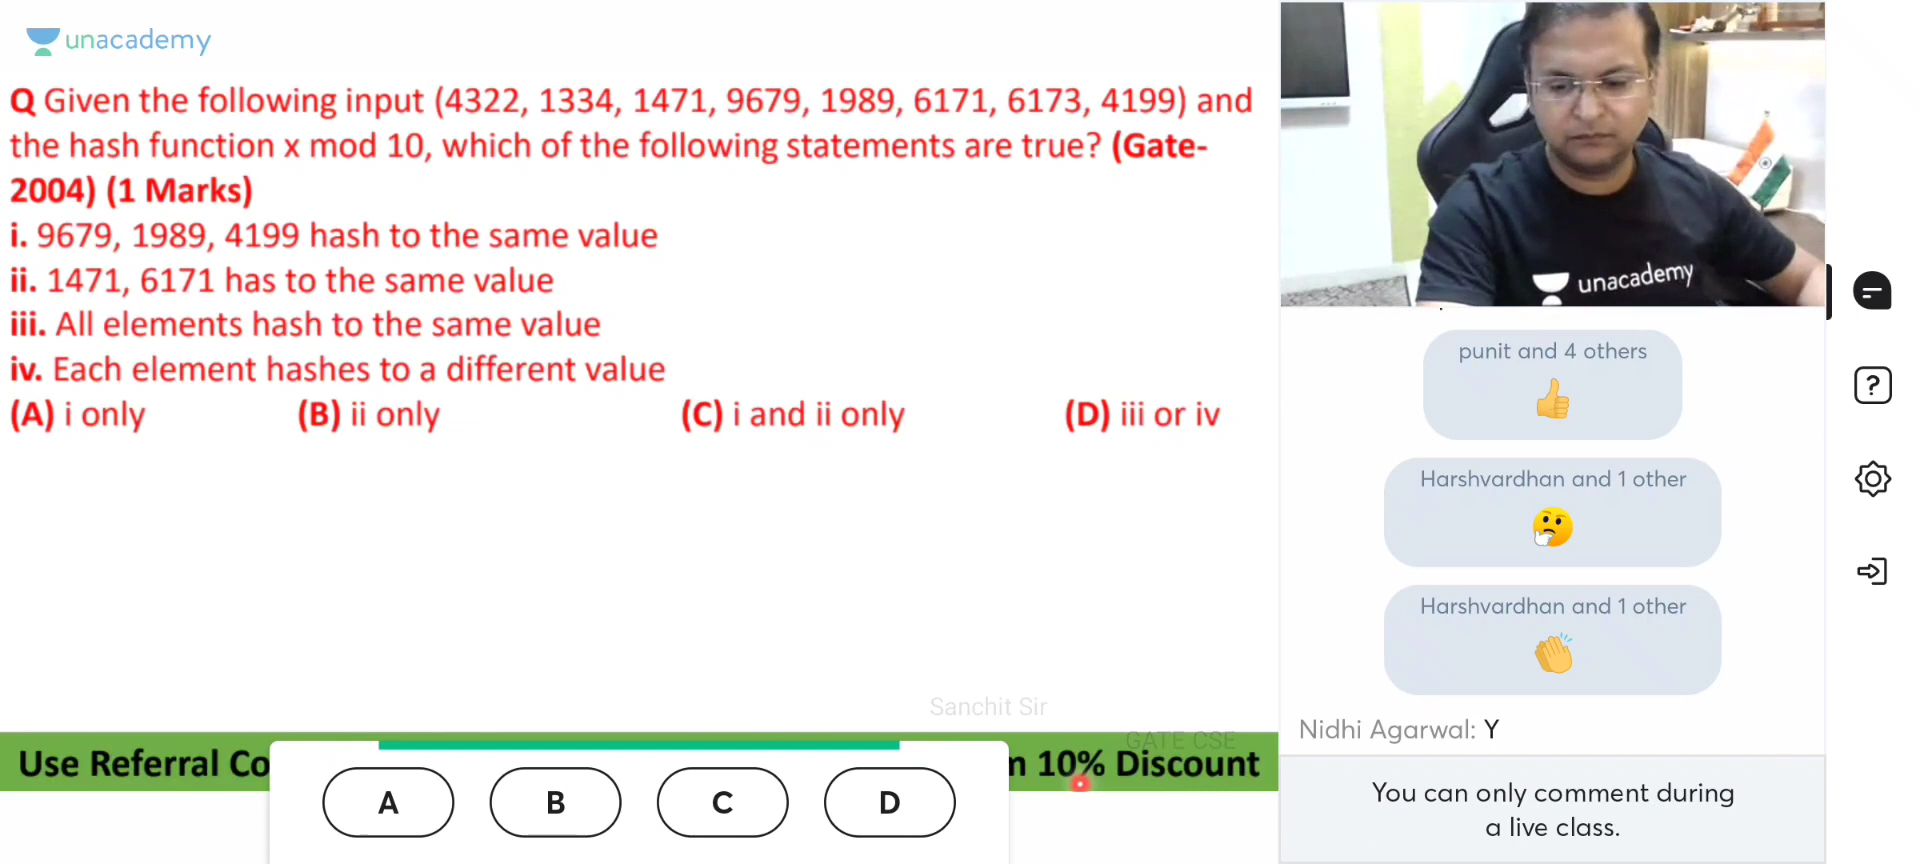 unacademy
Q Given the following input (4322, 1334, 1471, 9679, 1989, 6171, 6173, 4199) and
the hash function x mod 10, which of the following statements are true? (Gate-
2004) (1 Marks)
i. 9679, 1989, 4199 hash to the same value
ii. 1471, 6171 has to the same value
iii. All elements hash to the same value
iv. Each element hashes to a different value
(A) i only (B) ii only (C) i and ii only (D) iii or iv
Sanchit Sir
GATE CSE
Use Referral Co
10% Discount
A B C D
unacademy
punit and 4 others
Harshvardhan and 1 other
Harshvardhan and 1 other
Nidhi Agarwal: Y
You can only comment during
a live class.
?